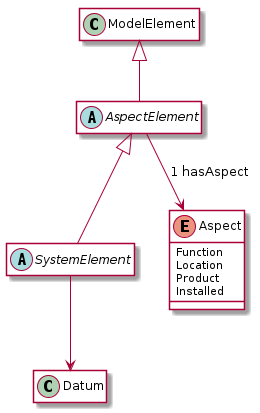 C ModelElement
A AspectElement
1 hasAspect
E Aspect
Function
Location
Product
Installed
A SystemElement
C Datum